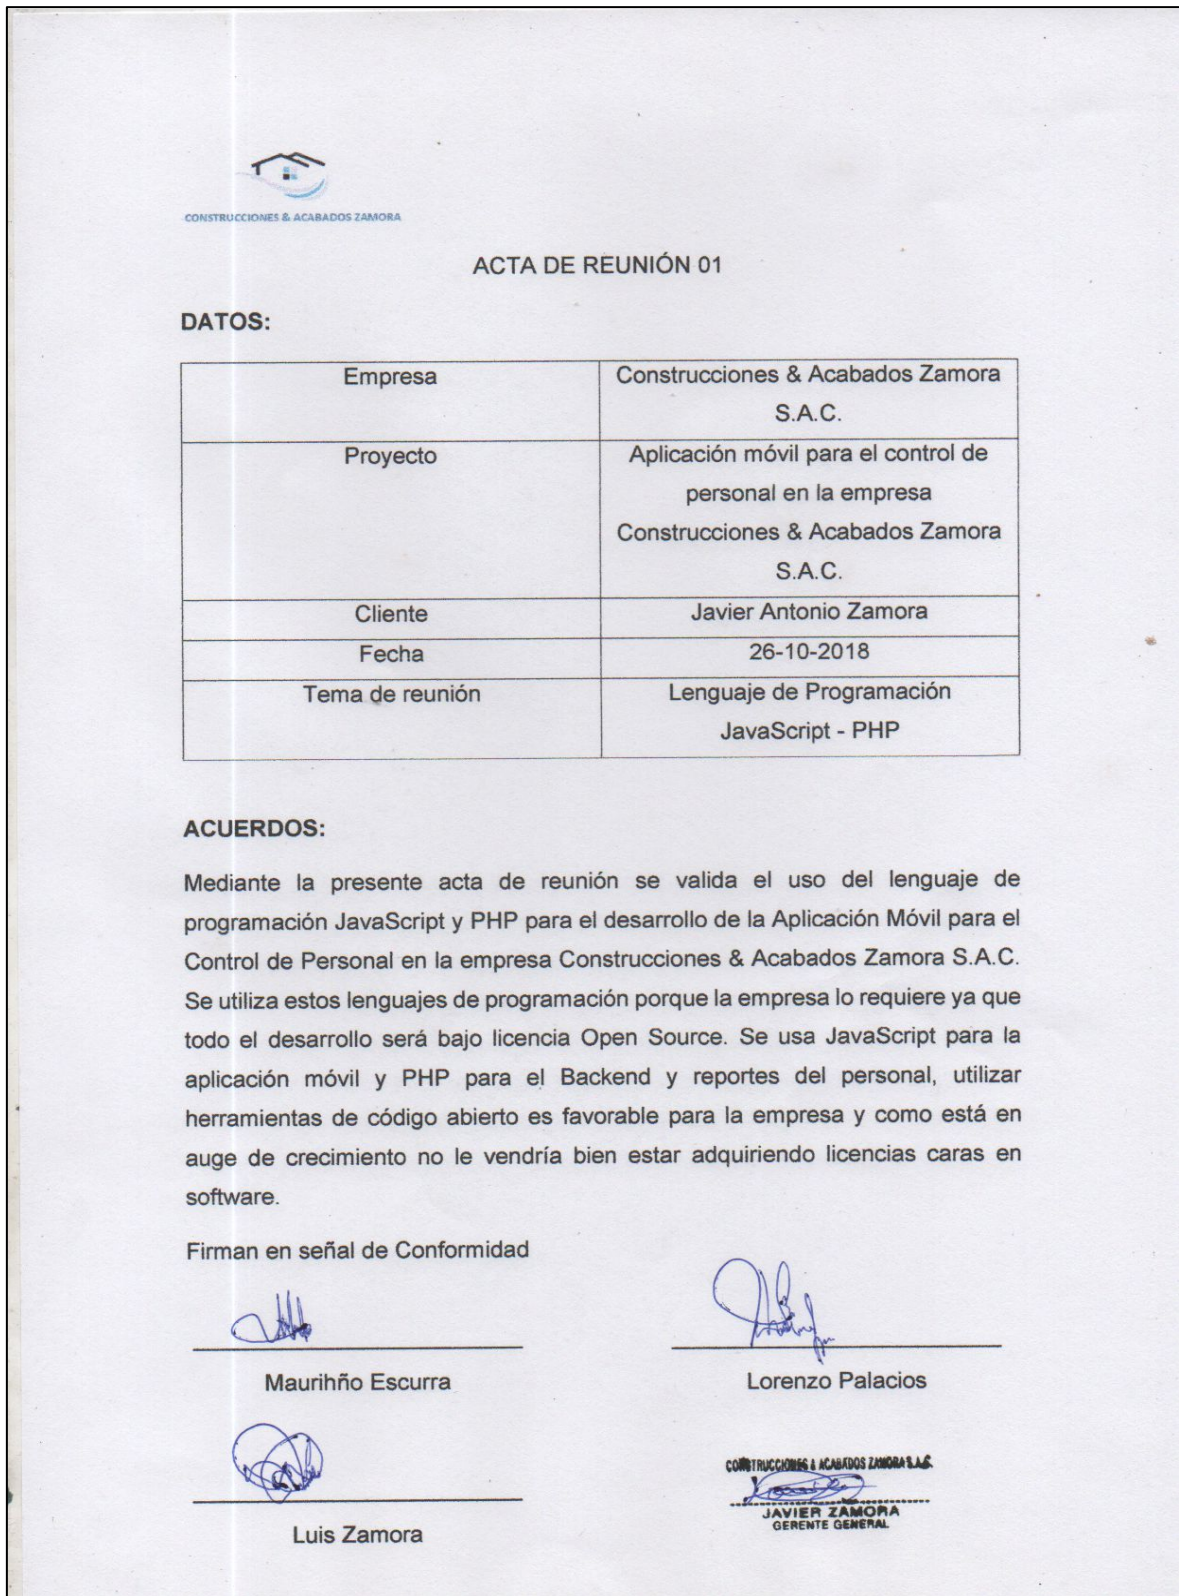 CONSTRUCCIONES & ACABADOS ZAMORA
ACTA DE REUNIÓN 01
DATOS:
Empresa
Construcciones & Acabados Zamora
S.A.C.
Proyecto
Aplicación móvil para el control de
personal en la empresa
Construcciones & Acabados Zamora
S.A.C.
Cliente
Javier Antonio Zamora
Fecha
26-10-2018
Tema de reunión
Lenguaje de Programación
JavaScript - PHP
ACUERDOS:
Mediante la presente acta de reunión se valida el uso del lenguaje de
programación JavaScript y PHP para el desarrollo de la Aplicación Móvil para el
Control de Personal en la empresa Construcciones & Acabados Zamora S.A.C.
Se utiliza estos lenguajes de programación porque la empresa lo requiere ya que
todo el desarrollo será bajo licencia Open Source. Se usa JavaScript para la
aplicación móvil y PHP para el Backend y reportes del personal, utilizar
herramientas de código abierto es favorable para la empresa y como está en
auge de crecimiento no le vendría bien estar adquiriendo licencias caras en
software.
Firman en señal de Conformidad
Maurihño Escurra
Lorenzo Palacios
Luis Zamora
CONSTRUCCIONES & ACABADOS ZAMORA S.A.C.
JAVIER ZAMORA
GERENTE GENERAL